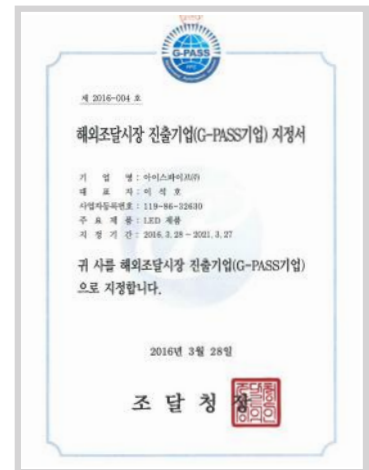 G-PASS
제 2016-004 호
해외조달시장 진출기업(G-PASS기업) 지정서
기 업 명 : 아이스파이프(주)
대 표 자 : 이 석 호
사업자등록번호 : 119-86-32630
주 요 제 품 : LED 제품
지 정 기 간 : 2016. 3. 28 ~ 2021. 3. 27
귀 사를 해외조달시장 진출기업(G-PASS기업)
으로 지정합니다.
2016년 3월 28일
조 달 청 장